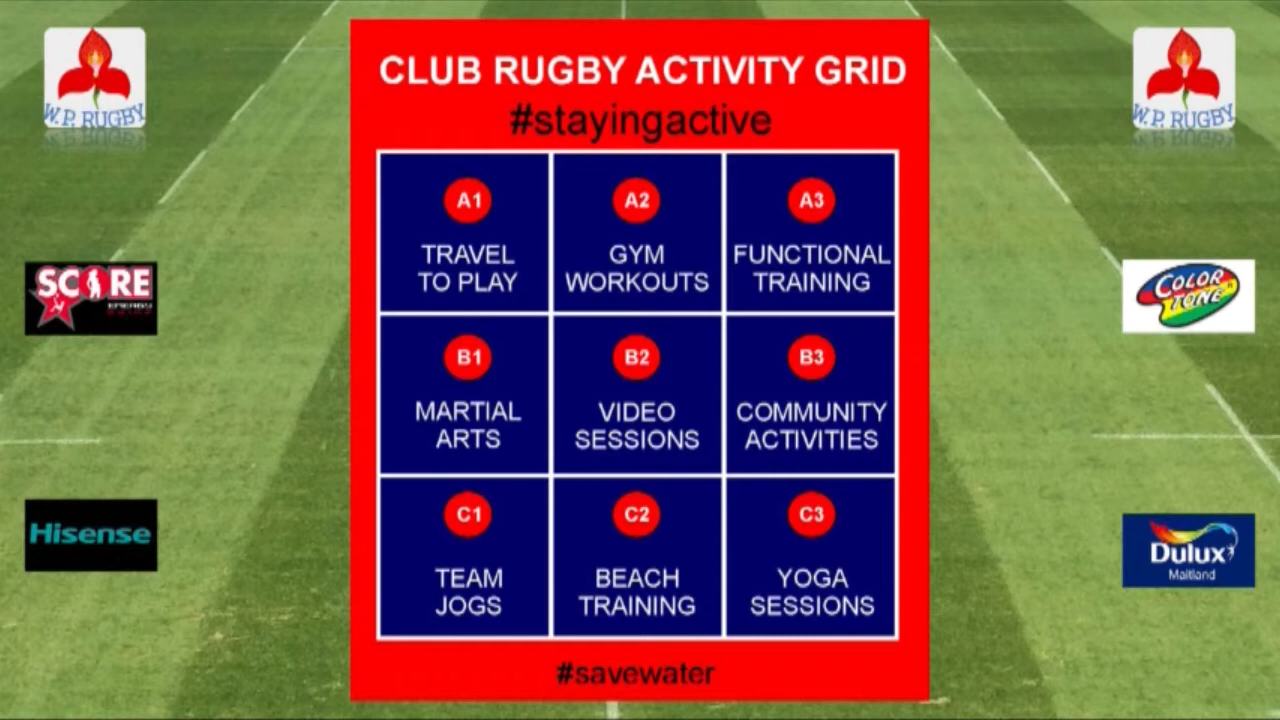 CLUB RUGBY ACTIVITY GRID
#stayingactive
W.P. RUGBY
W.P. RUGBY
A1
A2
A3
TRAVEL
TO PLAY
GYM
WORKOUTS
FUNCTIONAL
TRAINING
SCORE
COLOR
TONE
B1
B2
B3
MARTIAL
ARTS
VIDEO
SESSIONS
COMMUNITY
ACTIVITIES
C1
C2
C3
TEAM
JOGS
BEACH
TRAINING
YOGA
SESSIONS
Hisense
Dulux
Maitland
#savewater